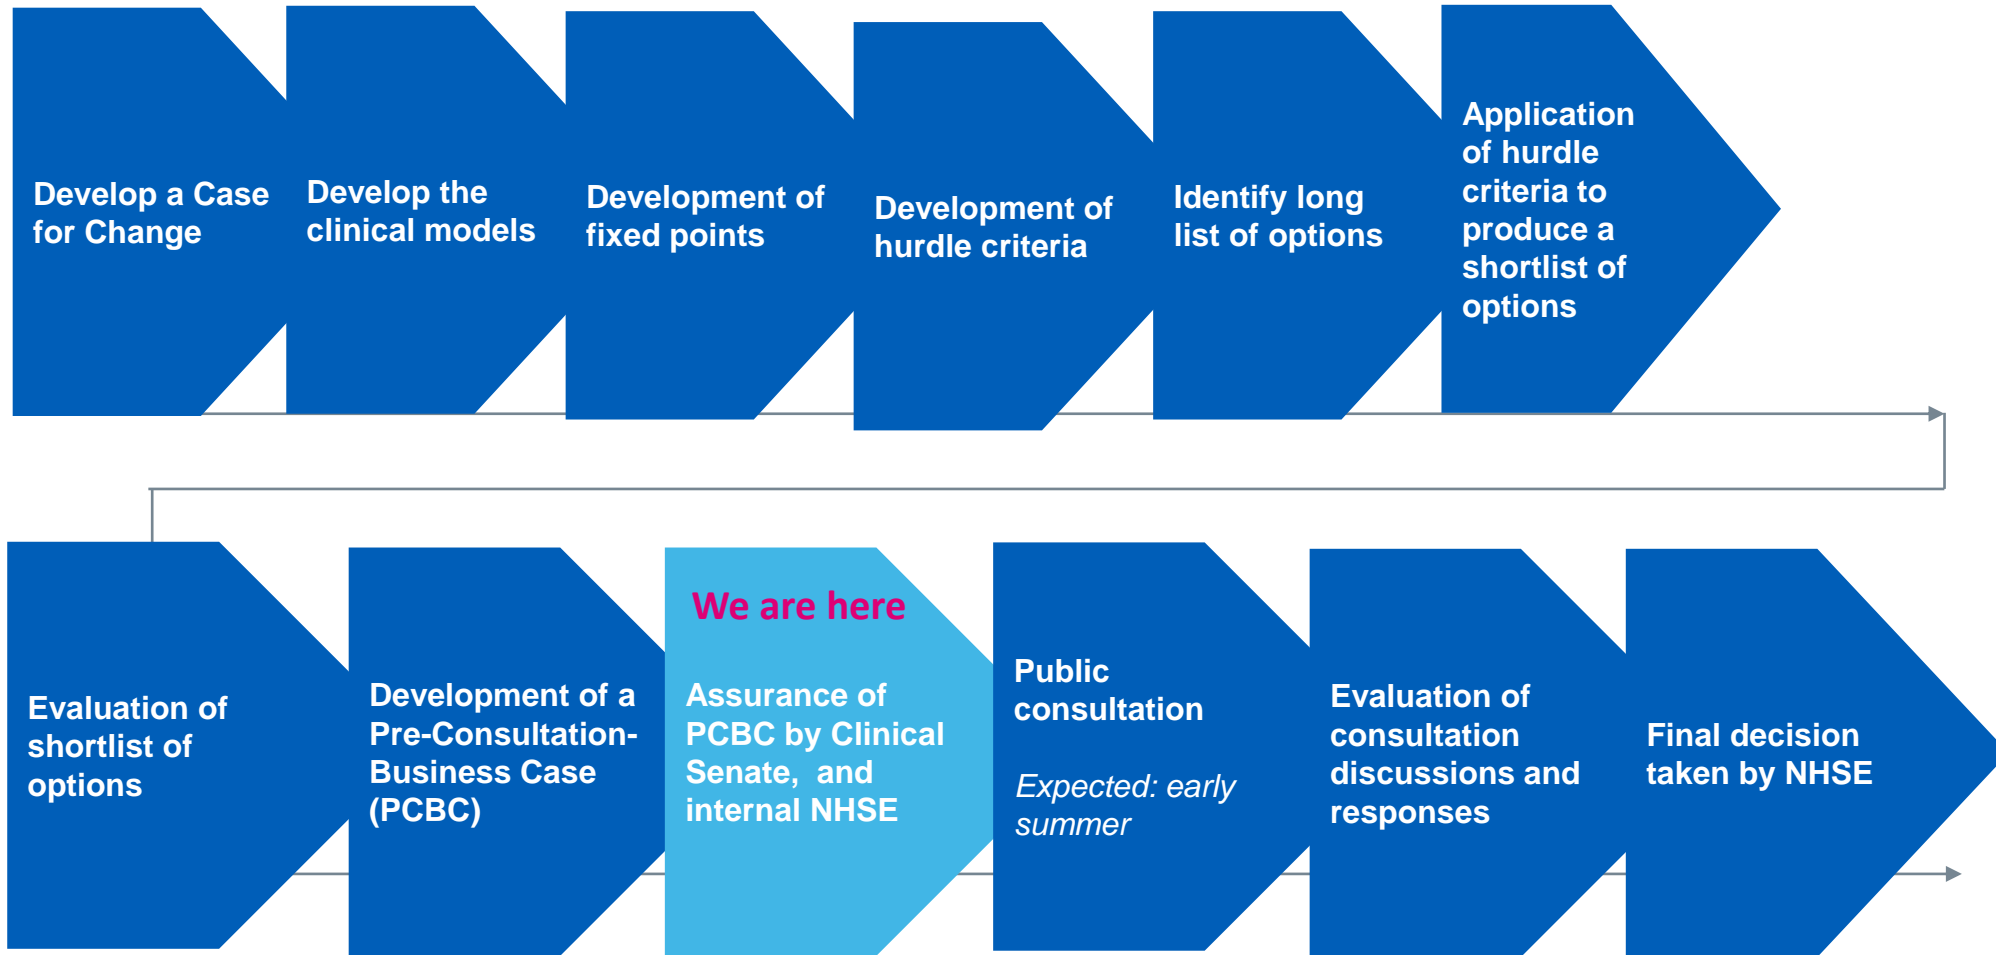 Develop a Case
for Change
Develop the
clinical models
Development of
fixed points
Development of
hurdle criteria
Identify long
list of options
Application
of hurdle
criteria to
produce a
shortlist of
options
Evaluation of
shortlist of
options
Development of a
Pre-Consultation-
Business Case
(PCBC)
We are here
Assurance of
PCBC by Clinical
Senate,  and
internal NHSE
Public
consultation
Expected: early
summer
Evaluation of
consultation
discussions and
responses
Final decision
taken by NHSE